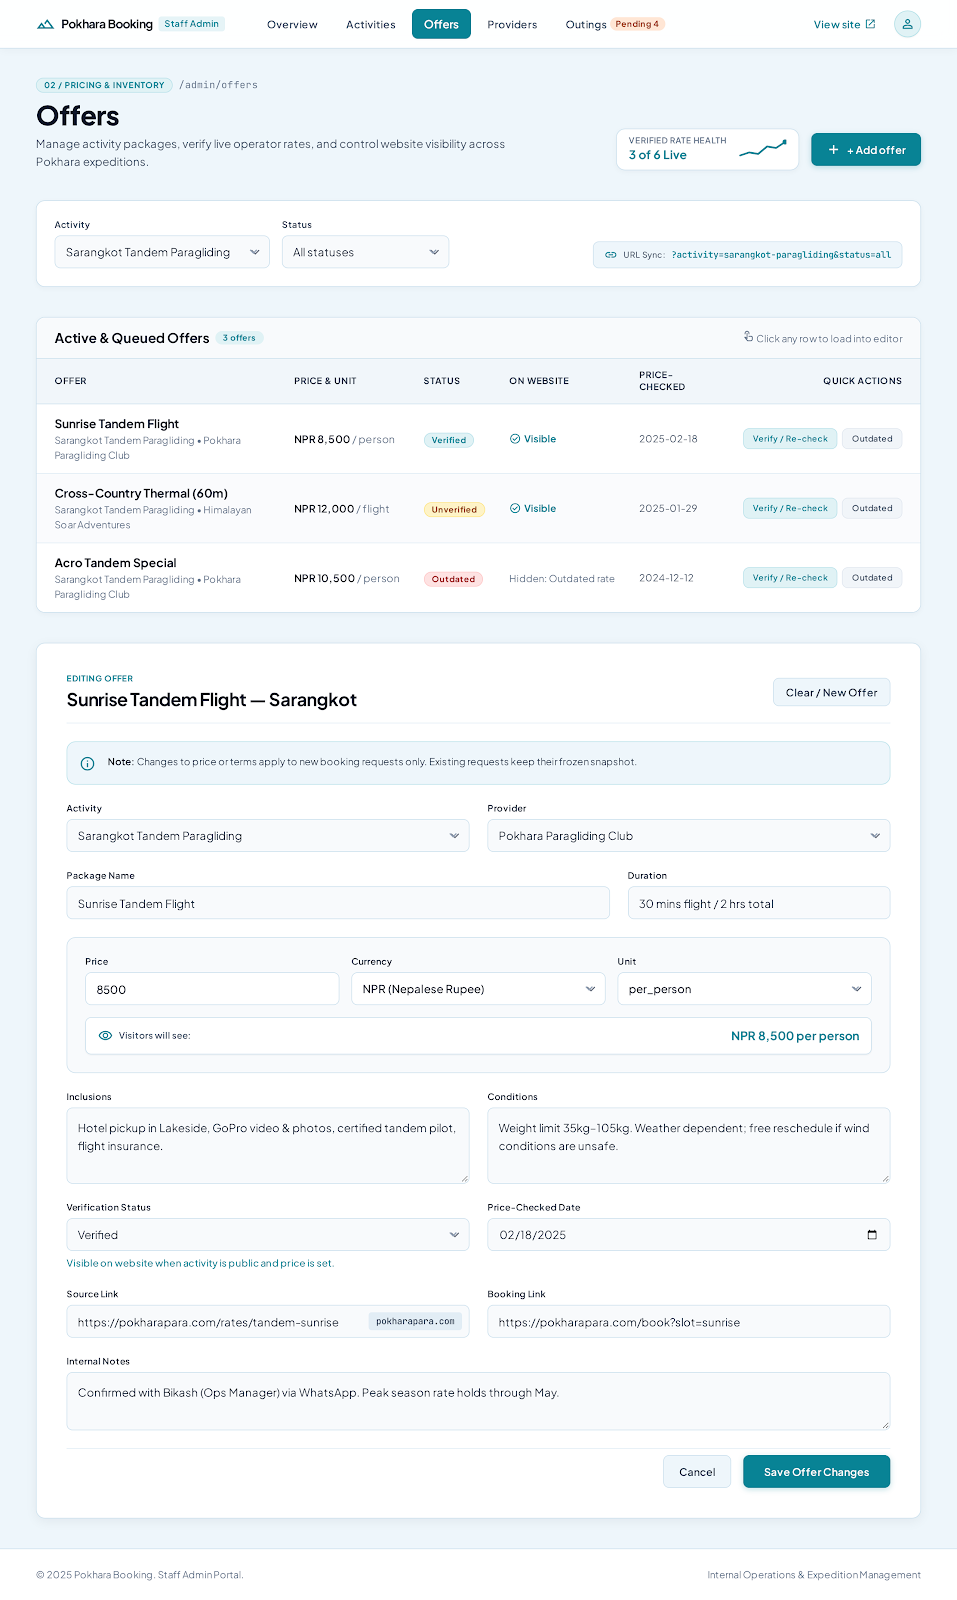 Pokhara Booking Staff Admin Overview Activities Offers Providers Outings Pending 4 View site
02 / PRICING & INVENTORY /admin/offers
Offers
Manage activity packages, verify live operator rates, and control website visibility across
Pokhara expeditions.
VERIFIED RATE HEALTH
3 of 6 Live
+ Add offer
Activity Status
Sarangkot Tandem Paragliding All statuses
URL Sync: ?activity=sarangkot-paragliding&status=all
Active & Queued Offers 3 offers Click any row to load into editor
OFFER PRICE & UNIT STATUS ON WEBSITE PRICE-
CHECKED QUICK ACTIONS
Sunrise Tandem Flight
Sarangkot Tandem Paragliding • Pokhara
Paragliding Club
NPR 8,500 / person Verified Visible 2025-02-18 Verify / Re-check Outdated
Cross-Country Thermal (60m)
Sarangkot Tandem Paragliding • Himalayan
Soar Adventures
NPR 12,000 / flight Unverified Visible 2025-01-29 Verify / Re-check Outdated
Acro Tandem Special
Sarangkot Tandem Paragliding • Pokhara
Paragliding Club
NPR 10,500 / person Outdated Hidden: Outdated rate 2024-12-12 Verify / Re-check Outdated
EDITING OFFER
Sunrise Tandem Flight — Sarangkot
Clear / New Offer
Note: Changes to price or terms apply to new booking requests only. Existing requests keep their frozen snapshot.
Activity Provider
Sarangkot Tandem Paragliding Pokhara Paragliding Club
Package Name Duration
Sunrise Tandem Flight 30 mins flight / 2 hrs total
Price Currency Unit
8500 NPR (Nepalese Rupee) per_person
Visitors will see: NPR 8,500 per person
Inclusions
Hotel pickup in Lakeside, GoPro video & photos, certified tandem pilot,
flight insurance.
Conditions
Weight limit 35kg–105kg. Weather dependent; free reschedule if wind
conditions are unsafe.
Verification Status Price-Checked Date
Verified 02/18/2025
Visible on website when activity is public and price is set.
Source Link Booking Link
https://pokharapara.com/rates/tandem-sunrise pokharapara.com https://pokharapara.com/book?slot=sunrise
Internal Notes
Confirmed with Bikash (Ops Manager) via WhatsApp. Peak season rate holds through May.
Cancel Save Offer Changes
© 2025 Pokhara Booking. Staff Admin Portal. Internal Operations & Expedition Management